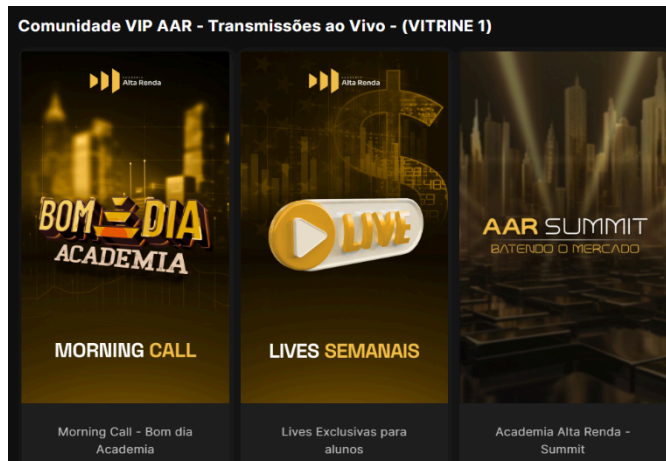 Comunidade VIP AAR - Transmissões ao Vivo - (VITRINE 1)
Alta Renda
BOM DIA
ACADEMIA
MORNING CALL
Morning Call - Bom dia
Academia
Alta Renda
LIVE
LIVES SEMANAIS
Lives Exclusivas para
alunos
AAR SUMMIT
BATENDO O MERCADO
Academia Alta Renda -
Summit